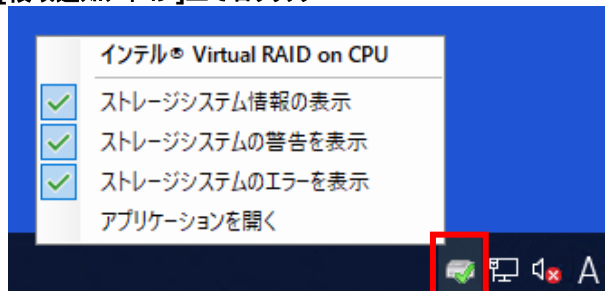 インテル® Virtual RAID on CPU
ストレージシステム情報の表示
ストレージシステムの警告を表示
ストレージシステムのエラーを表示
アプリケーションを開く
A